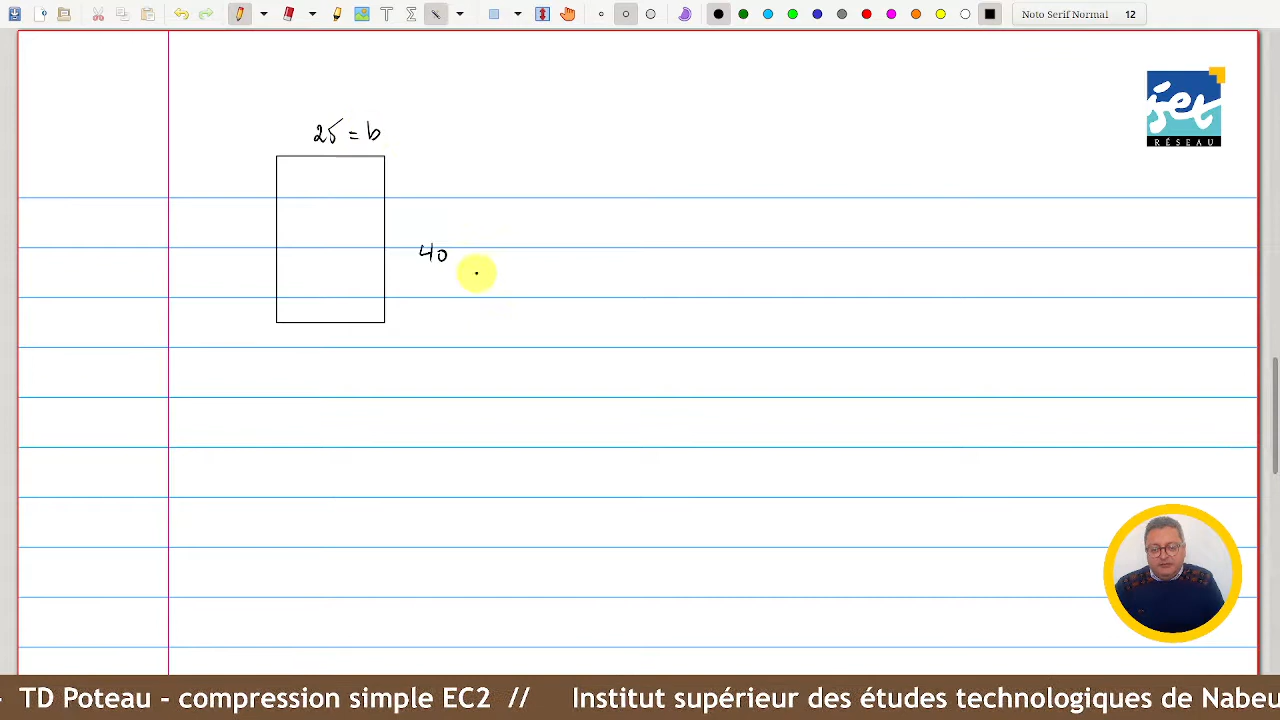 Noto Serif Normal 12
iset
RÉSEAU
25 = b
40
TD Poteau - compression simple EC2 // Institut supérieur des études technologiques de Nabeu